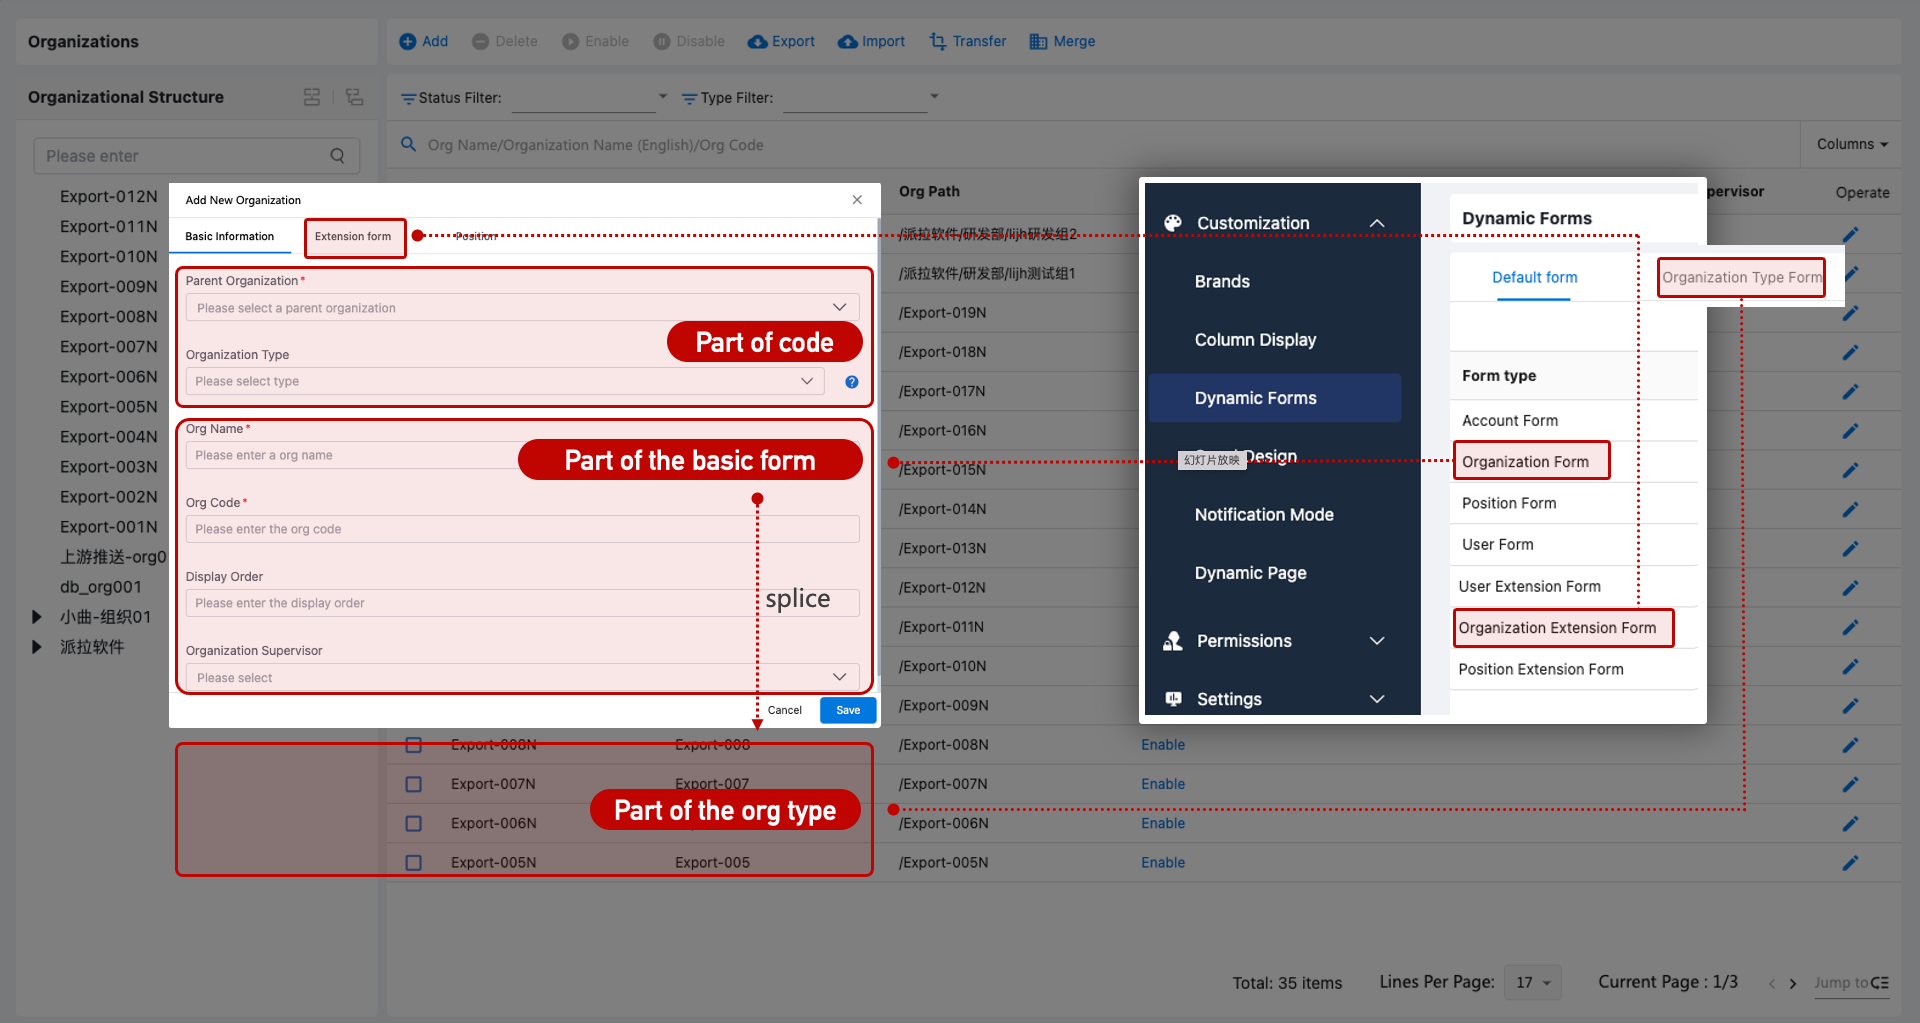 Organizations
Add Delete Enable Disable Export Import Transfer Merge
Organizational Structure
Status Filter: Type Filter:
Please enter
Org Name/Organization Name (English)/Org Code
Columns
Org Path
pervisor
Operate
Export-012N
Export-011N
Export-010N
Export-009N
Export-008N
Export-007N
Export-006N
Export-005N
Export-004N
Export-003N
Export-002N
Export-001N
上游推送-org0
db_org001
小曲-组织01
派拉软件
Add New Organization
Basic Information
Extension form
Position
Parent Organization*
Please select a parent organization
Part of code
Organization Type
Please select type
Org Name*
Please enter a org name
Part of the basic form
Org Code*
Please enter the org code
Display Order
Please enter the display order
splice
Organization Supervisor
Please select
Cancel
Save
/派拉软件/研发部/lijh研发组2
/派拉软件/研发部/lijh测试组1
/Export-019N
/Export-018N
/Export-017N
/Export-016N
/Export-015N
/Export-014N
/Export-013N
/Export-012N
/Export-011N
/Export-010N
/Export-009N
Export-008N Export-008 /Export-008N Enable
Export-007N Export-007 /Export-007N Enable
Part of the org type
Export-006N /Export-006N Enable
Export-005N Export-005 /Export-005N Enable
Customization
Brands
Column Display
Dynamic Forms
幻灯片放映
Design
Notification Mode
Dynamic Page
Permissions
Settings
Dynamic Forms
Default form
Organization Type Form
Form type
Account Form
Organization Form
Position Form
User Form
User Extension Form
Organization Extension Form
Position Extension Form
Total: 35 items
Lines Per Page: 17
Current Page : 1/3
Jump to